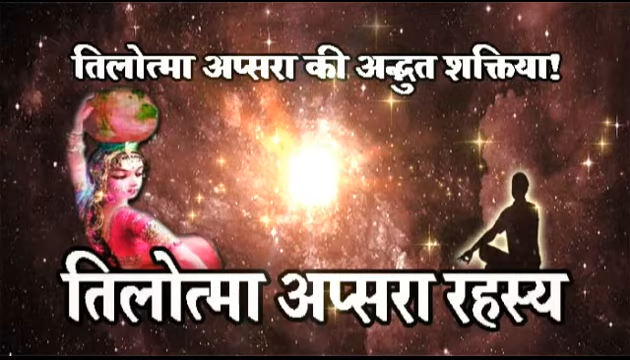 तिलोत्मा अप्सरा की अद्भुत शक्तिया!
तिलोत्मा अप्सरा रहस्य